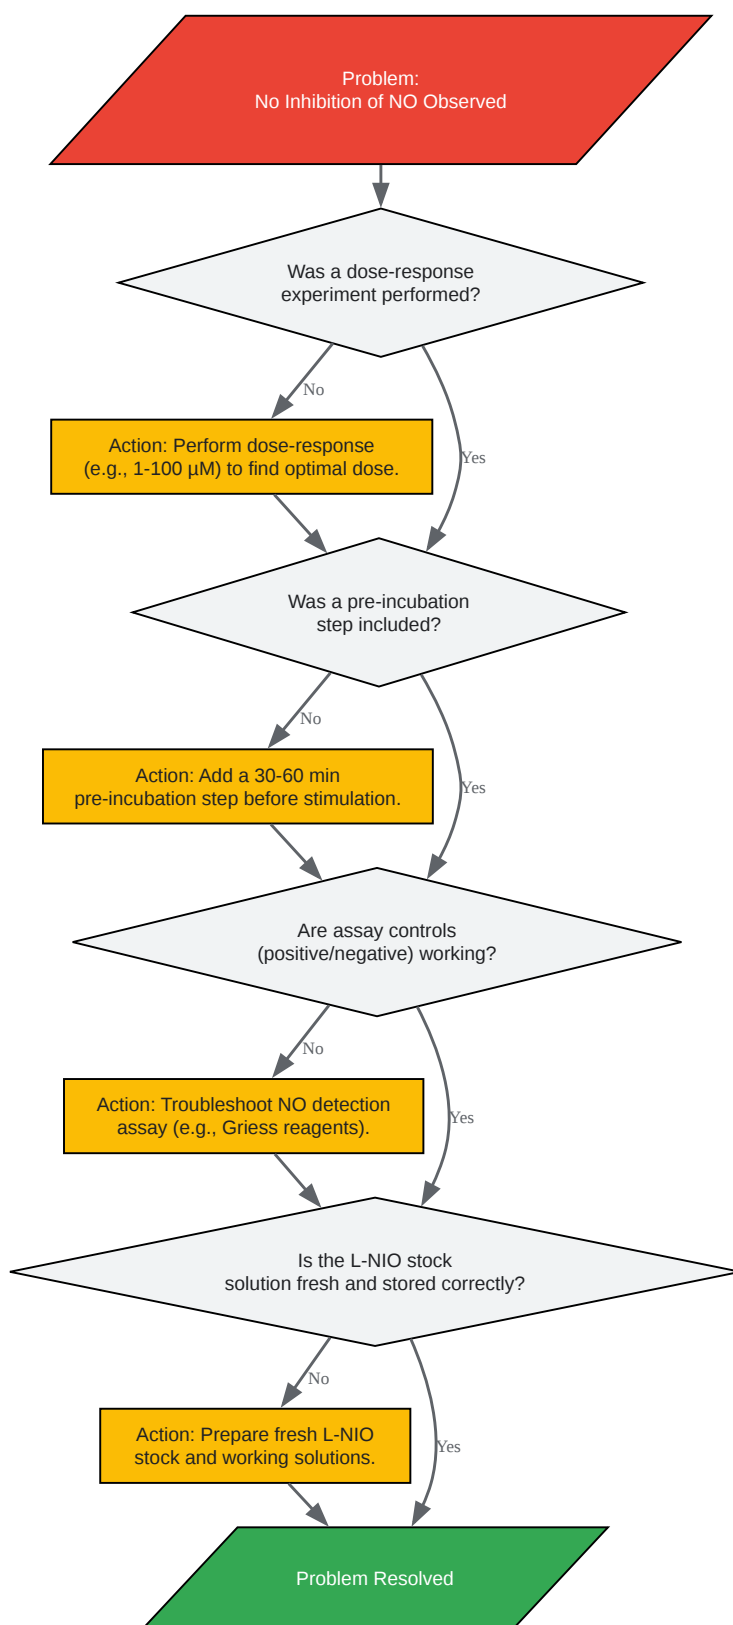 Problem:
No Inhibition of NO Observed
Was a dose-response
experiment performed?
No
Yes
Action: Perform dose-response
(e.g., 1-100 µM) to find optimal dose.
Was a pre-incubation
step included?
No
Yes
Action: Add a 30-60 min
pre-incubation step before stimulation.
Are assay controls
(positive/negative) working?
No
Yes
Action: Troubleshoot NO detection
assay (e.g., Griess reagents).
Is the L-NIO stock
solution fresh and stored correctly?
No
Yes
Action: Prepare fresh L-NIO
stock and working solutions.
Problem Resolved